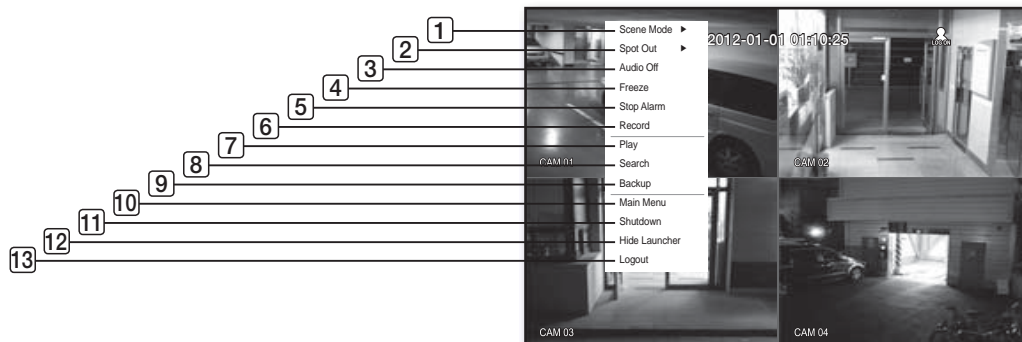 1 Scene Mode ▶
2 Spot Out ▶
3 Audio Off
4 Freeze
5 Stop Alarm
6 Record
7 Play
8 Search
9 Backup
10 Main Menu
11 Shutdown
12 Hide Launcher
13 Logout
2012-01-01 01:10:25
LOG ON
CAM 01
CAM 02
CAM 03
CAM 04